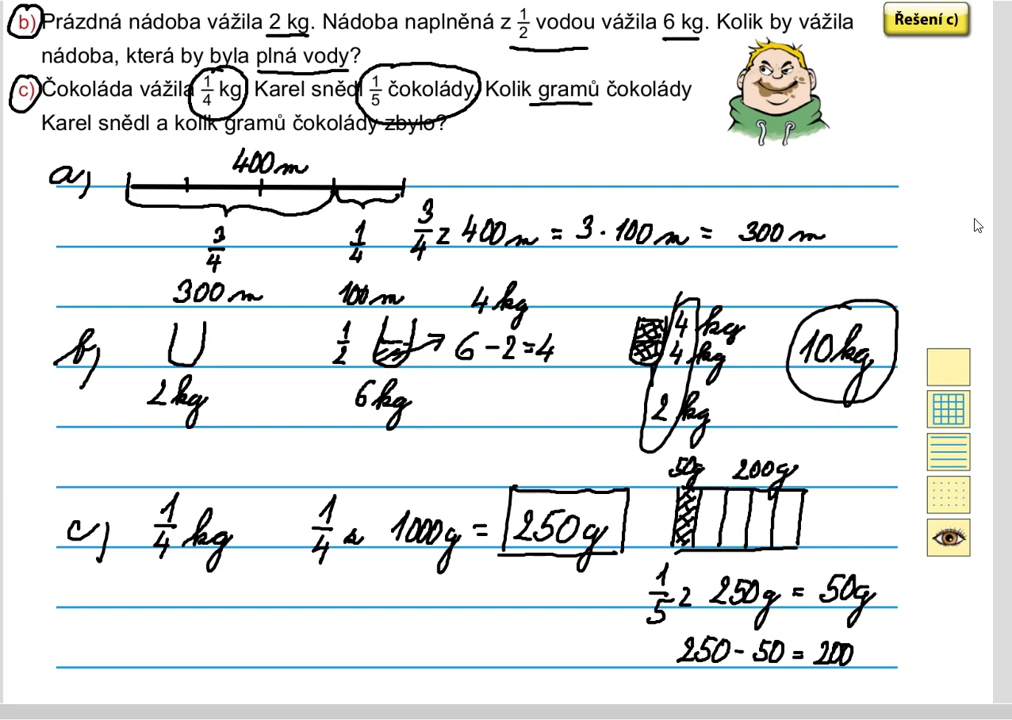 b) Prázdná nádoba vážila 2 kg. Nádoba naplněná z 1/2 vodou vážila 6 kg. Kolik by vážila
nádoba, která by byla plná vody?
c) Čokoláda vážila 1/4 kg. Karel snědl 1/5 čokolády. Kolik gramů čokolády
Karel snědl a kolik gramů čokolády zbylo?
Řešení c)
a) 400 m
3/4 1/4 3/4 z 400 m = 3 · 100 m = 300 m
300 m 100 m
b) 1/2 4 kg 6 - 2 = 4 4 kg
4 kg
10 kg
2 kg 6 kg 2 kg
50g 200g
c) 1/4 kg 1/4 z 1000g = 250g
1/5 z 250g = 50g
250 - 50 = 200